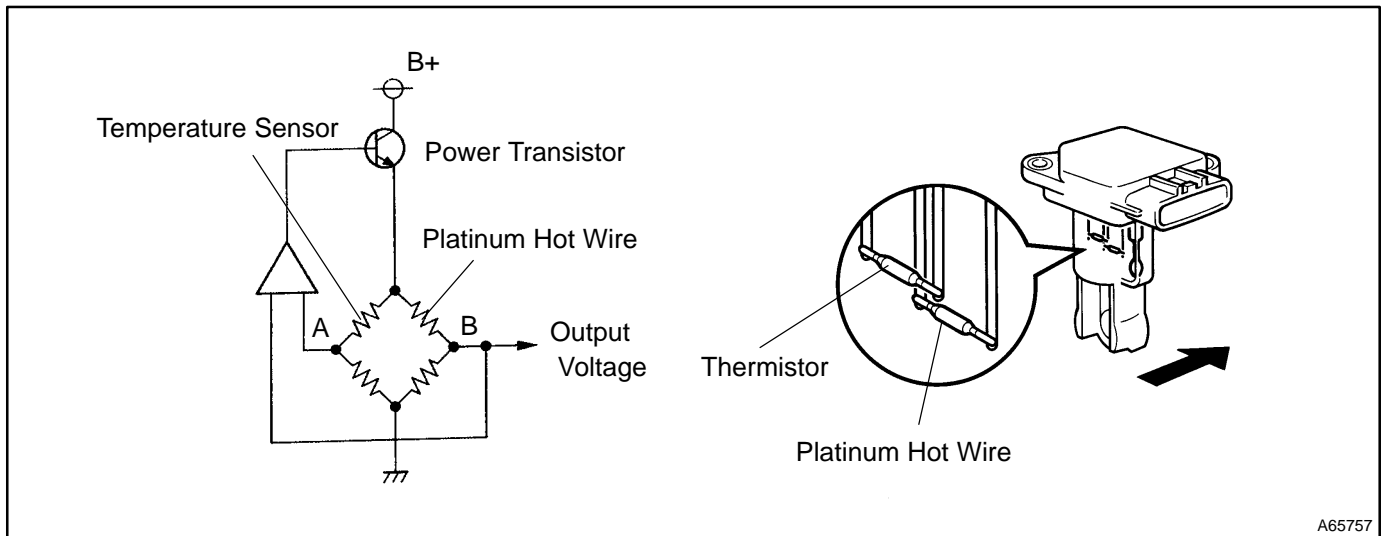 B+
Temperature Sensor
Power Transistor
Platinum Hot Wire
A
B
Output
Voltage
Thermistor
Platinum Hot Wire
A65757